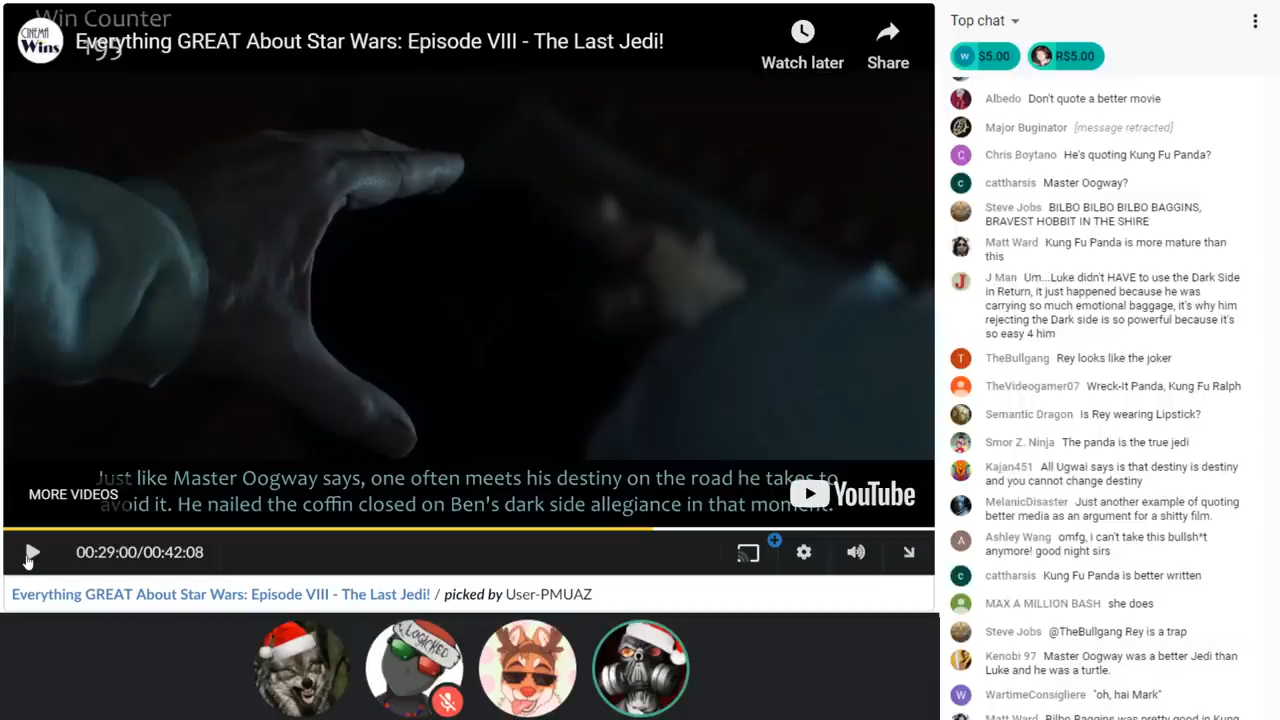 Win Counter
199
CINEMA
Wins
Everything GREAT About Star Wars: Episode VIII - The Last Jedi!
Watch later
Share
Just like Master Oogway says, one often meets his destiny on the road he takes to
avoid it. He nailed the coffin closed on Ben's dark side allegiance in that moment.
MORE VIDEOS
YouTube
00:29:00/00:42:08
Everything GREAT About Star Wars: Episode VIII - The Last Jedi! / picked by User-PMUAZ
LOGICKED
Top chat
W $5.00
R$5.00
Albedo Don't quote a better movie
Major Buginator [message retracted]
C Chris Boytano He's quoting Kung Fu Panda?
c cattharsis Master Oogway?
Steve Jobs BILBO BILBO BILBO BAGGINS,
BRAVEST HOBBIT IN THE SHIRE
Matt Ward Kung Fu Panda is more mature than
this
J J Man Um...Luke didn't HAVE to use the Dark Side
in Return, it just happened because he was
carrying so much emotional baggage, it's why him
rejecting the Dark side is so powerful because it's
so easy 4 him
T TheBullgang Rey looks like the joker
TheVideogamer07 Wreck-It Panda, Kung Fu Ralph
Semantic Dragon Is Rey wearing Lipstick?
Smor Z. Ninja The panda is the true jedi
Kajan451 All Ugwai says is that destiny is destiny
and you cannot change destiny
MelanicDisaster Just another example of quoting
better media as an argument for a shitty film.
A Ashley Wang omfg, i can't take this bullsh*t
anymore! good night sirs
c cattharsis Kung Fu Panda is better written
MAX A MILLION BASH she does
Steve Jobs @TheBullgang Rey is a trap
Kenobi 97 Master Oogway was a better Jedi than
Luke and he was a turtle.
W WartimeConsigliere "oh, hai Mark"
Matt Ward Bilbo Baggins was pretty good in Kung